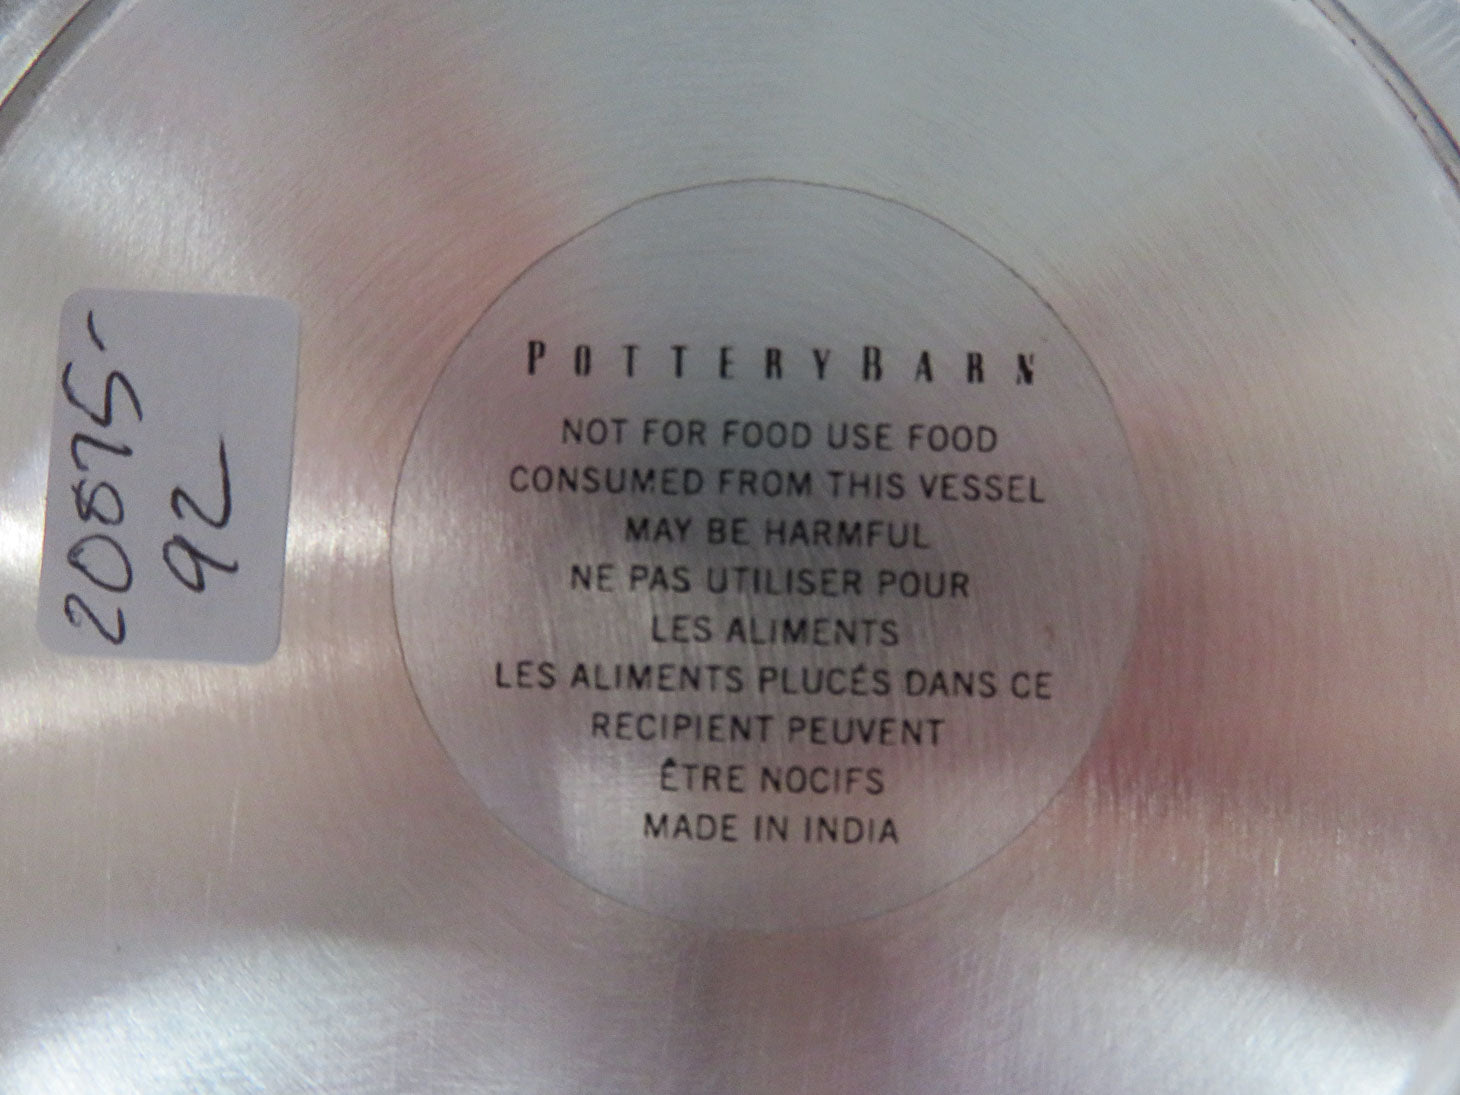 POTTERYBARN
NOT FOR FOOD USE FOOD
CONSUMED FROM THIS VESSEL
MAY BE HARMFUL
NE PAS UTILISER POUR
LES ALIMENTS
LES ALIMENTS PLUCÉS DANS CE
RECIPIENT PEUVENT
ÊTRE NOCIFS
MADE IN INDIA
20875-
92